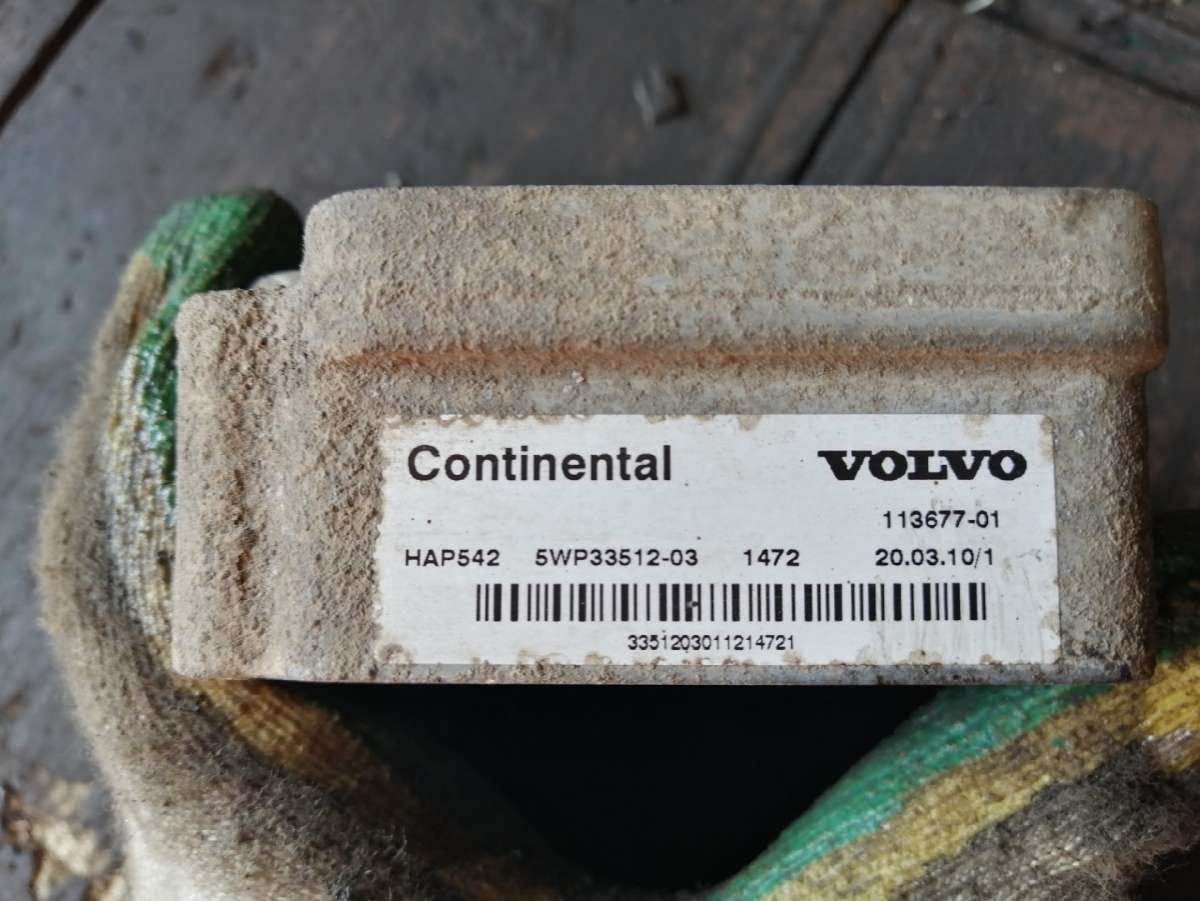 Continental VOLVO
113677-01
HAP542 5WP33512-03 1472 20.03.10/1
3351203011214721